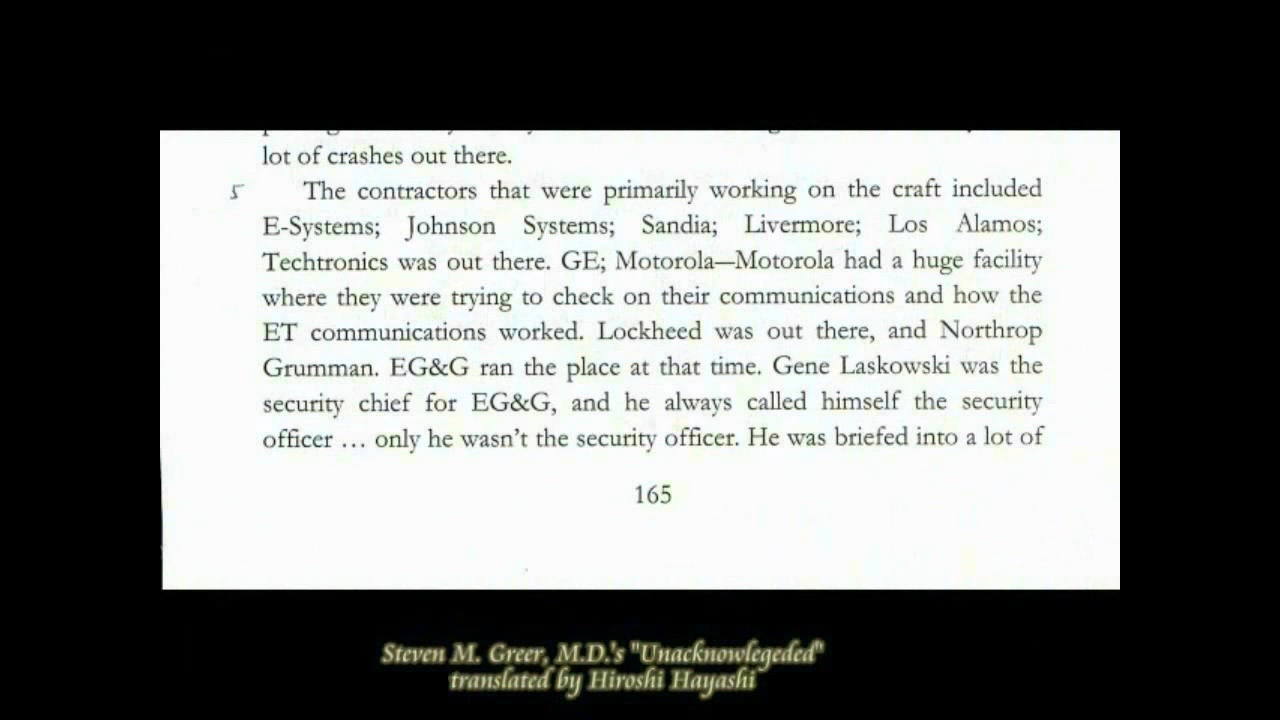 lot of crashes out there.
5 The contractors that were primarily working on the craft included
E-Systems; Johnson Systems; Sandia; Livermore; Los Alamos;
Techtronics was out there. GE; Motorola—Motorola had a huge facility
where they were trying to check on their communications and how the
ET communications worked. Lockheed was out there, and Northrop
Grumman. EG&G ran the place at that time. Gene Laskowski was the
security chief for EG&G, and he always called himself the security
officer … only he wasn't the security officer. He was briefed into a lot of
165
Steven M. Greer, M.D.'s "Unacknowlegeded"
translated by Hiroshi Hayashi